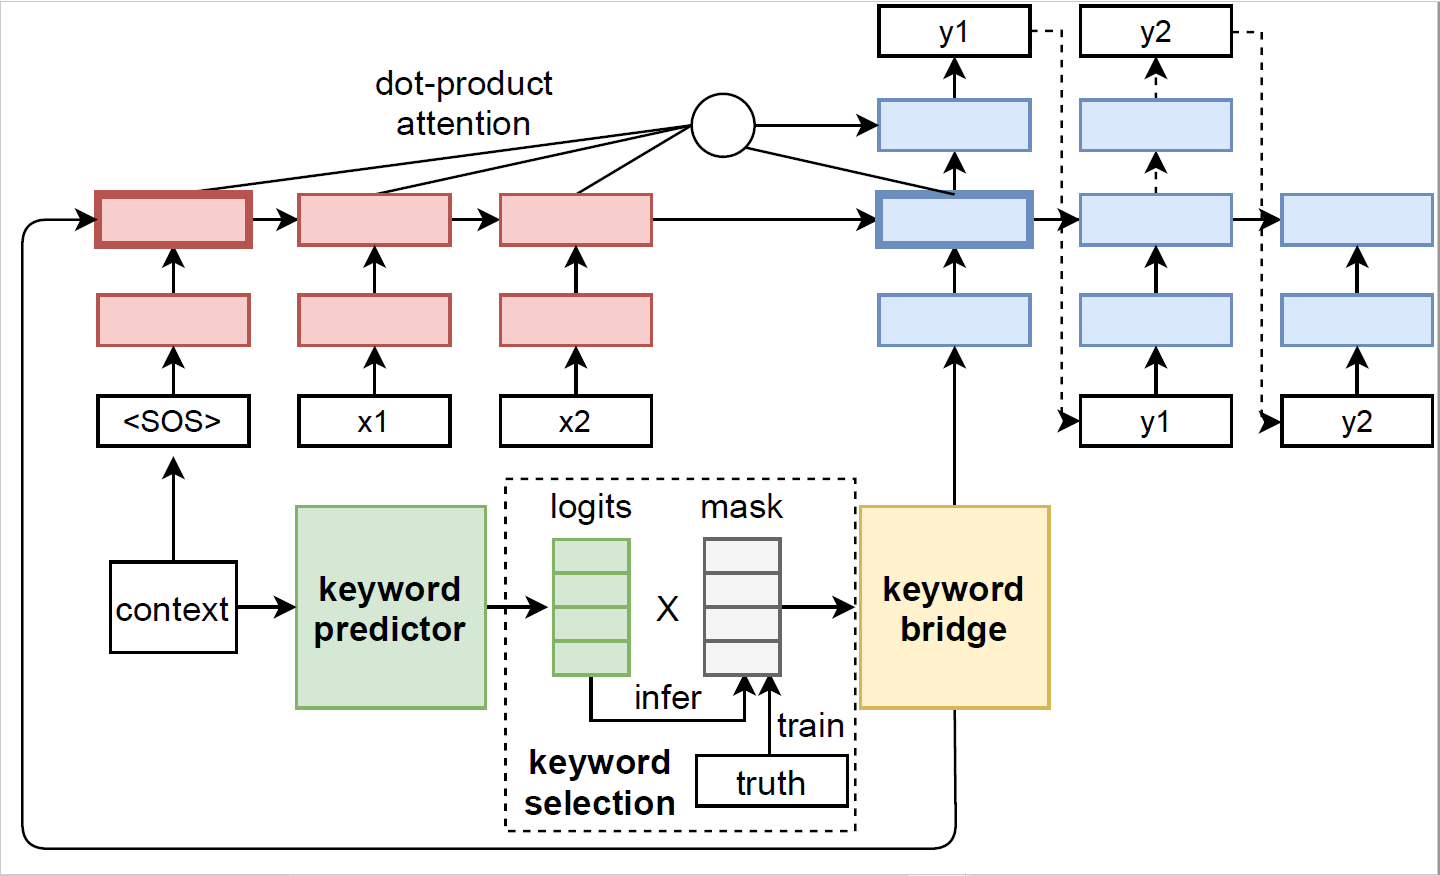 y1
y2
dot-product
attention
<SOS>
x1
x2
y1
y2
logits
mask
context
keyword
predictor
X
keyword
bridge
infer
train
keyword
selection
truth